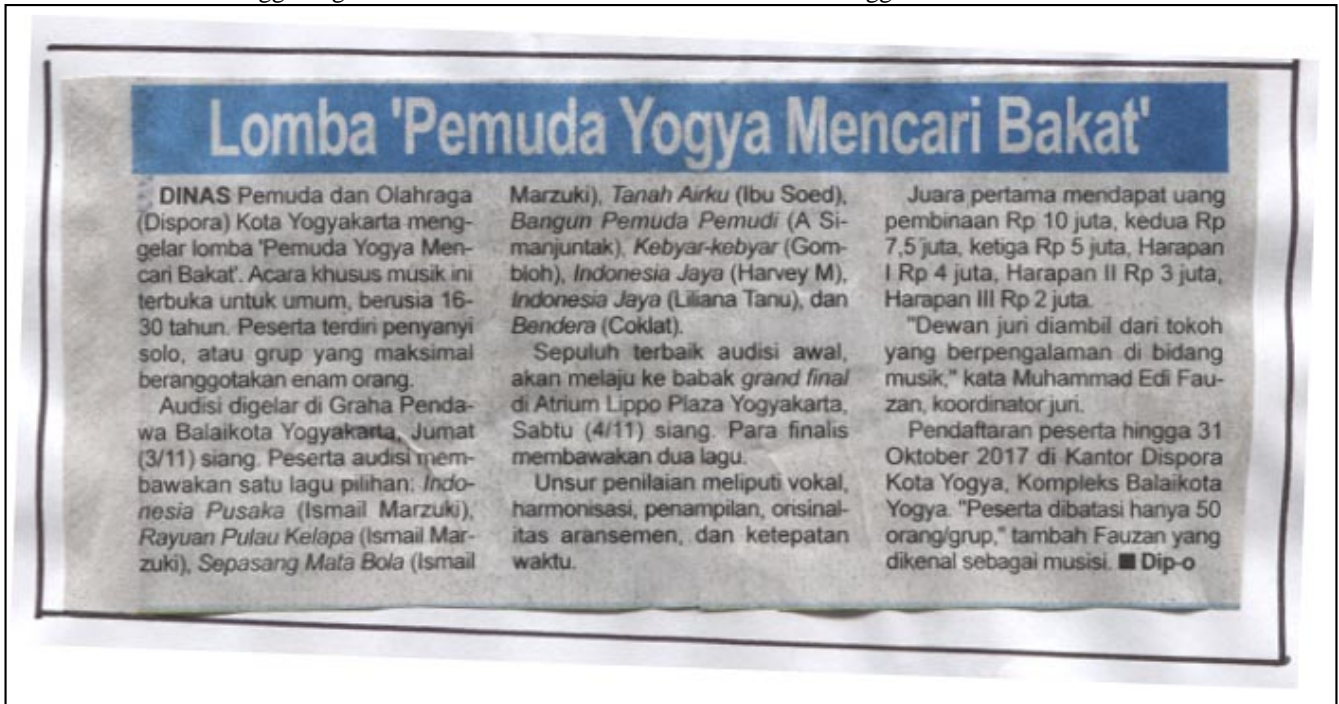 Lomba 'Pemuda Yogya Mencari Bakat'
DINAS Pemuda dan Olahraga
(Dispora) Kota Yogyakarta meng-
gelar lomba 'Pemuda Yogya Men-
cari Bakat'. Acara khusus musik ini
terbuka untuk umum, berusia 16-
30 tahun. Peserta terdiri penyanyi
solo, atau grup yang maksimal
beranggotakan enam orang.
Audisi digelar di Graha Penda-
wa Balaikota Yogyakarta, Jumat
(3/11) siang. Peserta audisi mem-
bawakan satu lagu pilihan: Indo-
nesia Pusaka (Ismail Marzuki),
Rayuan Pulau Kelapa (Ismail Mar-
zuki), Sepasang Mata Bola (Ismail
Marzuki), Tanah Airku (Ibu Soed),
Bangun Pemuda Pemudi (A Si-
manjuntak), Kebyar-kebyar (Gom-
bloh), Indonesia Jaya (Harvey M),
Indonesia Jaya (Liliana Tanu), dan
Bendera (Coklat).
Sepuluh terbaik audisi awal,
akan melaju ke babak grand final
di Atrium Lippo Plaza Yogyakarta,
Sabtu (4/11) siang. Para finalis
membawakan dua lagu.
Unsur penilaian meliputi vokal,
harmonisasi, penampilan, orisinal-
itas aransemen, dan ketepatan
waktu.
Juara pertama mendapat uang
pembinaan Rp 10 juta, kedua Rp
7,5 juta, ketiga Rp 5 juta, Harapan
I Rp 4 juta, Harapan II Rp 3 juta,
Harapan III Rp 2 juta.
"Dewan juri diambil dari tokoh
yang berpengalaman di bidang
musik," kata Muhammad Edi Fau-
zan, koordinator juri.
Pendaftaran peserta hingga 31
Oktober 2017 di Kantor Dispora
Kota Yogya, Kompleks Balaikota
Yogya. "Peserta dibatasi hanya 50
orang/grup," tambah Fauzan yang
dikenal sebagai musisi. ■ Dip-o